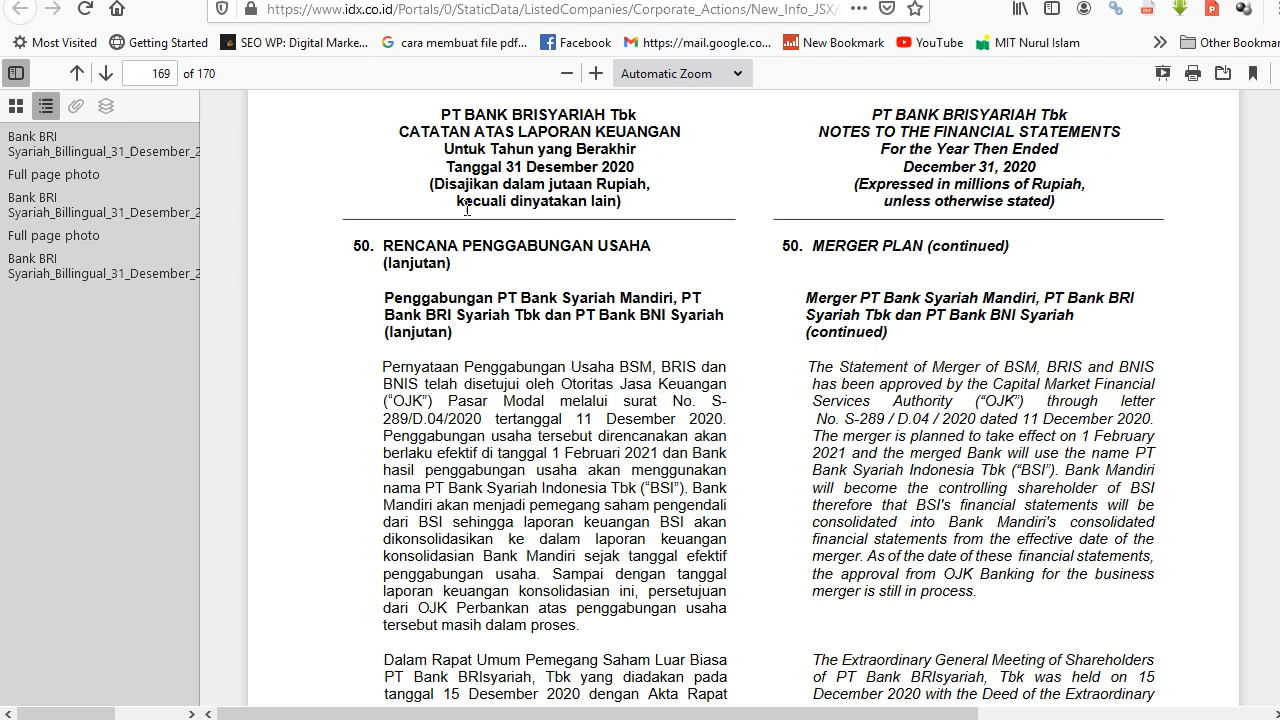 https://www.idx.co.id/Portals/0/StaticData/ListedCompanies/Corporate_Actions/New_Info_JSX/
Most Visited Getting Started SEO WP: Digital Marke... cara membuat file pdf... Facebook https://mail.google.co... New Bookmark YouTube MIT Nurul Islam Other Bookmar
169 of 170 Automatic Zoom
Bank BRI
Syariah_Billingual_31_Desember_2
Full page photo
Bank BRI
Syariah_Billingual_31_Desember_2
Full page photo
Bank BRI
Syariah_Billingual_31_Desember_2
PT BANK BRISYARIAH Tbk
CATATAN ATAS LAPORAN KEUANGAN
Untuk Tahun yang Berakhir
Tanggal 31 Desember 2020
(Disajikan dalam jutaan Rupiah,
kecuali dinyatakan lain)
50. RENCANA PENGGABUNGAN USAHA
(lanjutan)
Penggabungan PT Bank Syariah Mandiri, PT
Bank BRI Syariah Tbk dan PT Bank BNI Syariah
(lanjutan)
Pernyataan Penggabungan Usaha BSM, BRIS dan
BNIS telah disetujui oleh Otoritas Jasa Keuangan
(“OJK”) Pasar Modal melalui surat No. S-
289/D.04/2020 tertanggal 11 Desember 2020.
Penggabungan usaha tersebut direncanakan akan
berlaku efektif di tanggal 1 Februari 2021 dan Bank
hasil penggabungan usaha akan menggunakan
nama PT Bank Syariah Indonesia Tbk (“BSI”). Bank
Mandiri akan menjadi pemegang saham pengendali
dari BSI sehingga laporan keuangan BSI akan
dikonsolidasikan ke dalam laporan keuangan
konsolidasian Bank Mandiri sejak tanggal efektif
penggabungan usaha. Sampai dengan tanggal
laporan keuangan konsolidasian ini, persetujuan
dari OJK Perbankan atas penggabungan usaha
tersebut masih dalam proses.
Dalam Rapat Umum Pemegang Saham Luar Biasa
PT Bank BRIsyariah, Tbk yang diadakan pada
tanggal 15 Desember 2020 dengan Akta Rapat
PT BANK BRISYARIAH Tbk
NOTES TO THE FINANCIAL STATEMENTS
For the Year Then Ended
December 31, 2020
(Expressed in millions of Rupiah,
unless otherwise stated)
50. MERGER PLAN (continued)
Merger PT Bank Syariah Mandiri, PT Bank BRI
Syariah Tbk dan PT Bank BNI Syariah
(continued)
The Statement of Merger of BSM, BRIS and BNIS
has been approved by the Capital Market Financial
Services Authority (“OJK”) through letter
No. S-289 / D.04 / 2020 dated 11 December 2020.
The merger is planned to take effect on 1 February
2021 and the merged Bank will use the name PT
Bank Syariah Indonesia Tbk (“BSI”). Bank Mandiri
will become the controlling shareholder of BSI
therefore that BSI's financial statements will be
consolidated into Bank Mandiri's consolidated
financial statements from the effective date of the
merger. As of the date of these financial statements,
the approval from OJK Banking for the business
merger is still in process.
The Extraordinary General Meeting of Shareholders
of PT Bank BRIsyariah, Tbk was held on 15
December 2020 with the Deed of the Extraordinary